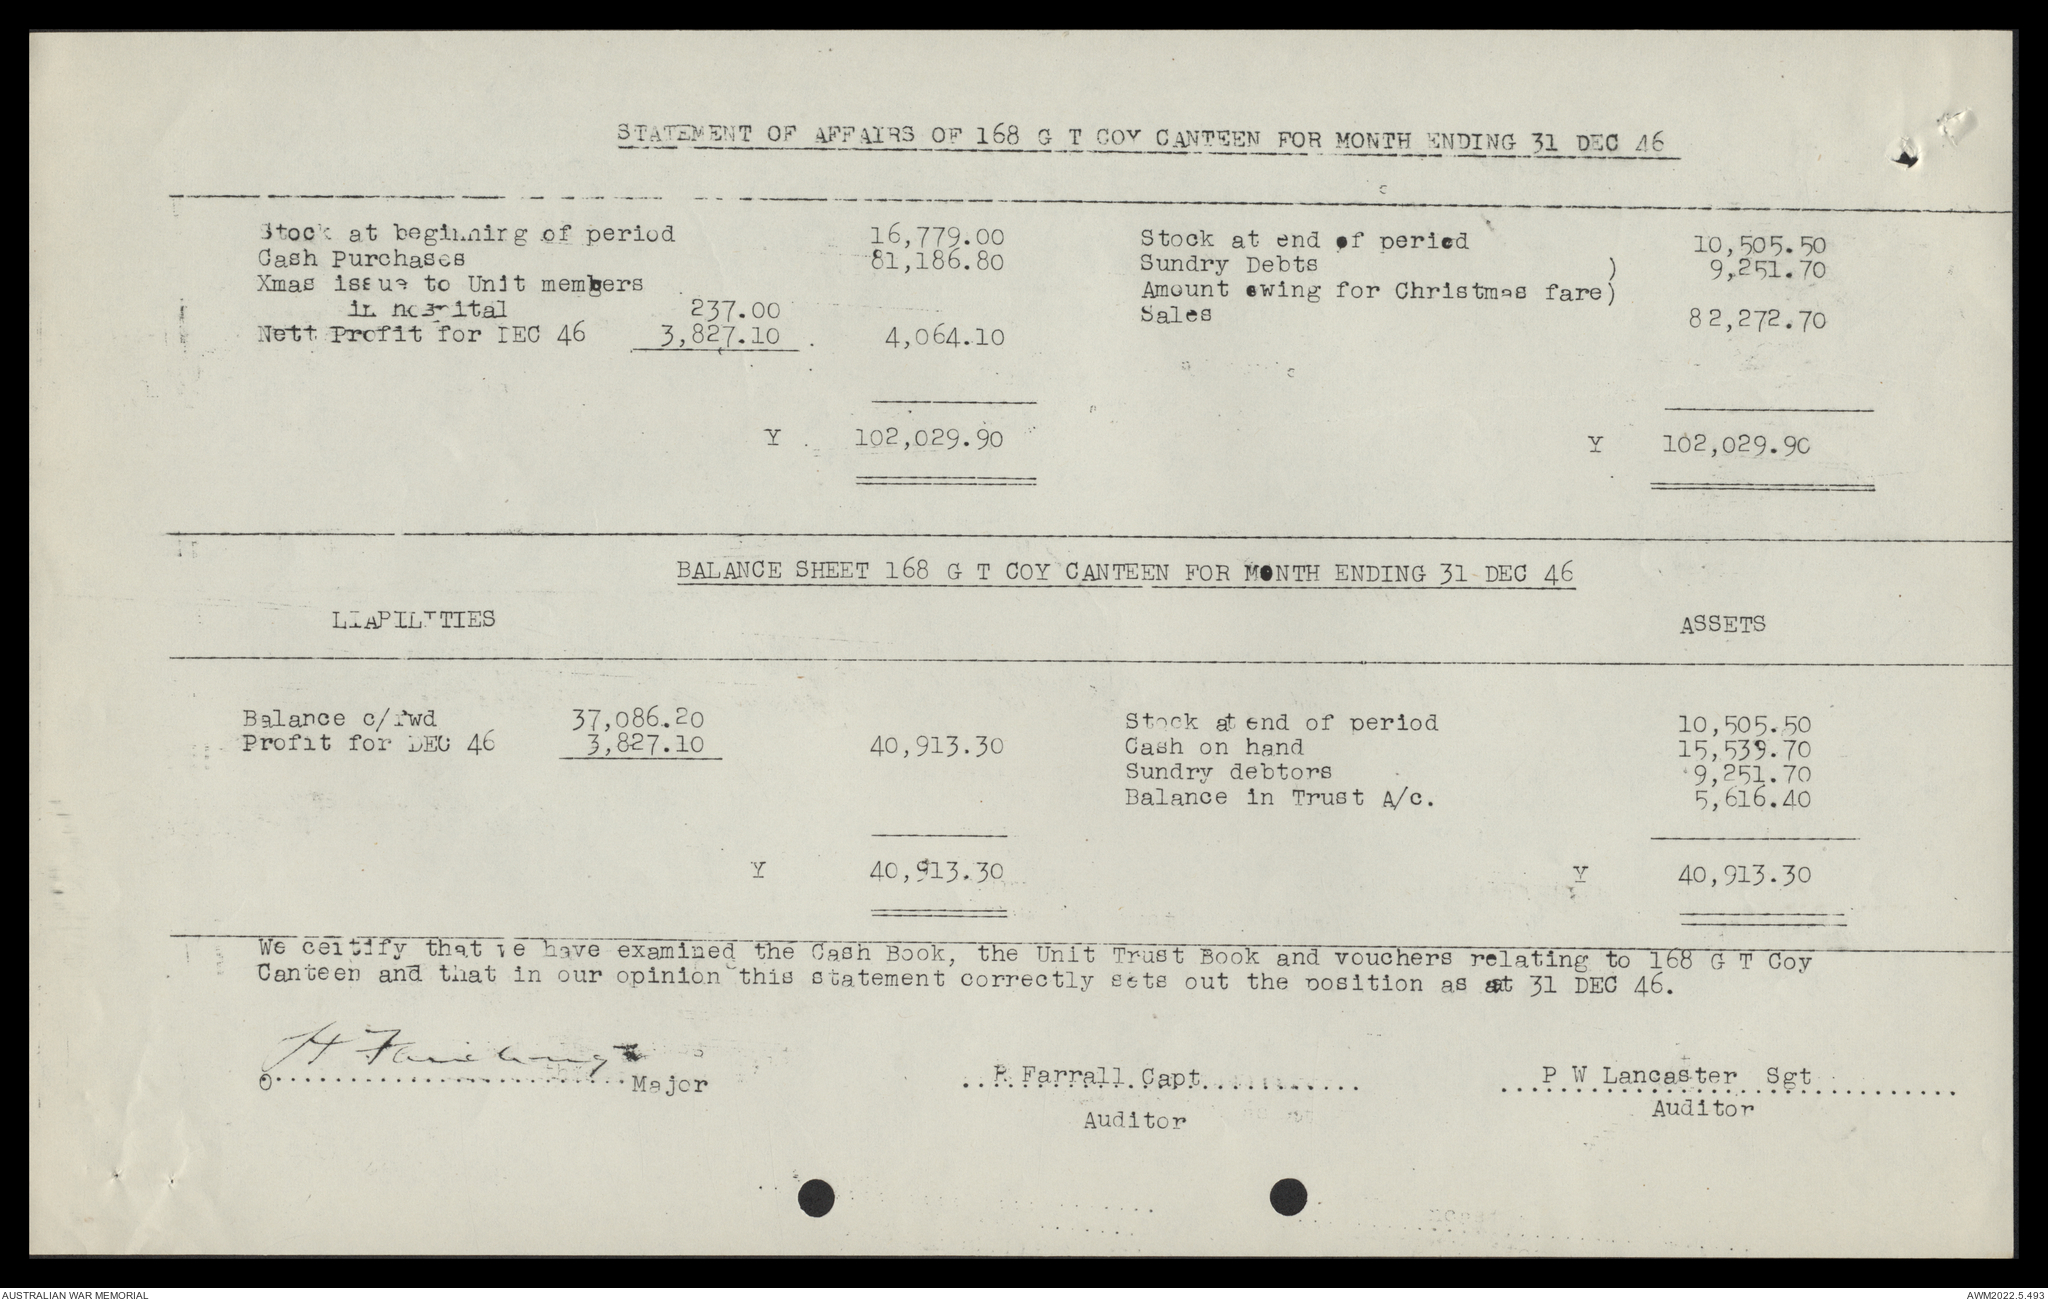 STATEMENT OF AFFAIRS OF 168 G T COY CANTEEN FOR MONTH ENDING 31 DEC 46
Stock at beginning of period 16,779.00
Cash Purchases 81,186.80
Xmas issue to Unit members
in hospital 237.00
Nett Profit for DEC 46 3,827.10 4,064.10
Y 102,029.90
Stock at end of period 10,505.50
Sundry Debts ) 9,251.70
Amount owing for Christmas fare)
Sales 82,272.70
Y 102,029.90
BALANCE SHEET 168 G T COY CANTEEN FOR MONTH ENDING 31 DEC 46
LIABILITIES
Balance c/fwd 37,086.20
Profit for DEC 46 3,827.10 40,913.30
Y 40,913.30
ASSETS
Stock at end of period 10,505.50
Cash on hand 15,539.70
Sundry debtors 9,251.70
Balance in Trust A/c. 5,616.40
Y 40,913.30
We certify that we have examined the Cash Book, the Unit Trust Book and vouchers relating to 168 G T Coy
Canteen and that in our opinion this statement correctly sets out the position as at 31 DEC 46.
H
O............................Major
R Farrall Capt
Auditor
P W Lancaster Sgt
Auditor
AUSTRALIAN WAR MEMORIAL
AWM2022.5.493